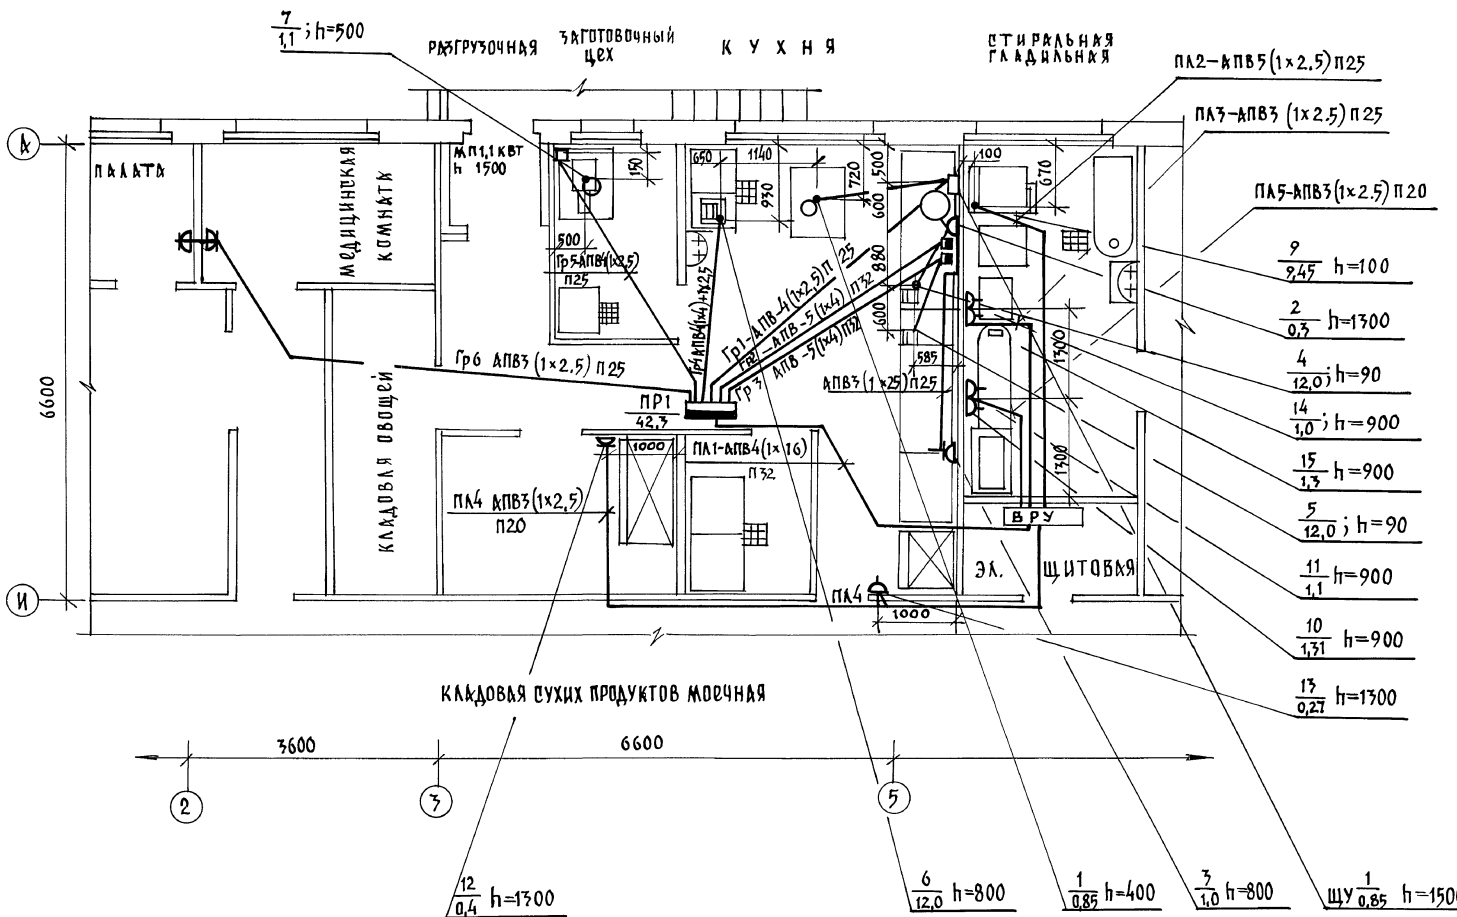 7
1,1 ; h=500
РАЗГРУЗОЧНАЯ
ЗАГОТОВОЧНЫЙ
ЦЕХ
КУХНЯ
СТИРАЛЬНАЯ
ГЛАДИЛЬНАЯ
ПЛ2-АПВ5(1×2.5)П25
ПЛ3-АПВ3 (1×2.5)П25
ПЛ5-АПВ3(1×2.5)П20
А
ПАЛАТА
МЕДИЦИНСКАЯ
КОМНАТА
МП1,1 КВТ
h 1500
150
650
1140
930
720
500
600
880
600
100
670
500
Гр5-АПВ4(1×2,5)
П25
Гр4 АПВ4(1×4)+1×2,5
Гр1-АПВ-4(1×2,5)П 25
Гр2-АПВ-5(1×4) П32
Гр3 АПВ-5(1×4)П32
585
АПВ3(1×25)П25
1300
1300
9
9,45 h=100
2
0,3 h=1300
4
12,0 ; h=90
14
1,0 ; h=900
15
1,3 h=900
5
12,0 ; h=90
11
1,1 h=900
10
1,31 h=900
13
0,27 h=1300
Гр6 АПВ3(1×2.5) П25
6600
КЛАДОВАЯ ОВОЩЕЙ
ПР1
42,3
1000
ПЛ1-АПВ4(1×16)
П32
ПЛ4 АПВ3(1×2,5)
П20
ВРУ
ЭЛ. ЩИТОВАЯ
И
ПЛ4
1000
КЛАДОВАЯ СУХИХ ПРОДУКТОВ МОЕЧНАЯ
3600
6600
2
3
5
12
0,4 h=1300
6
12,0 h=800
1
0,85 h=400
3
1,0 h=800
ЩУ 1
0,85 h=1500